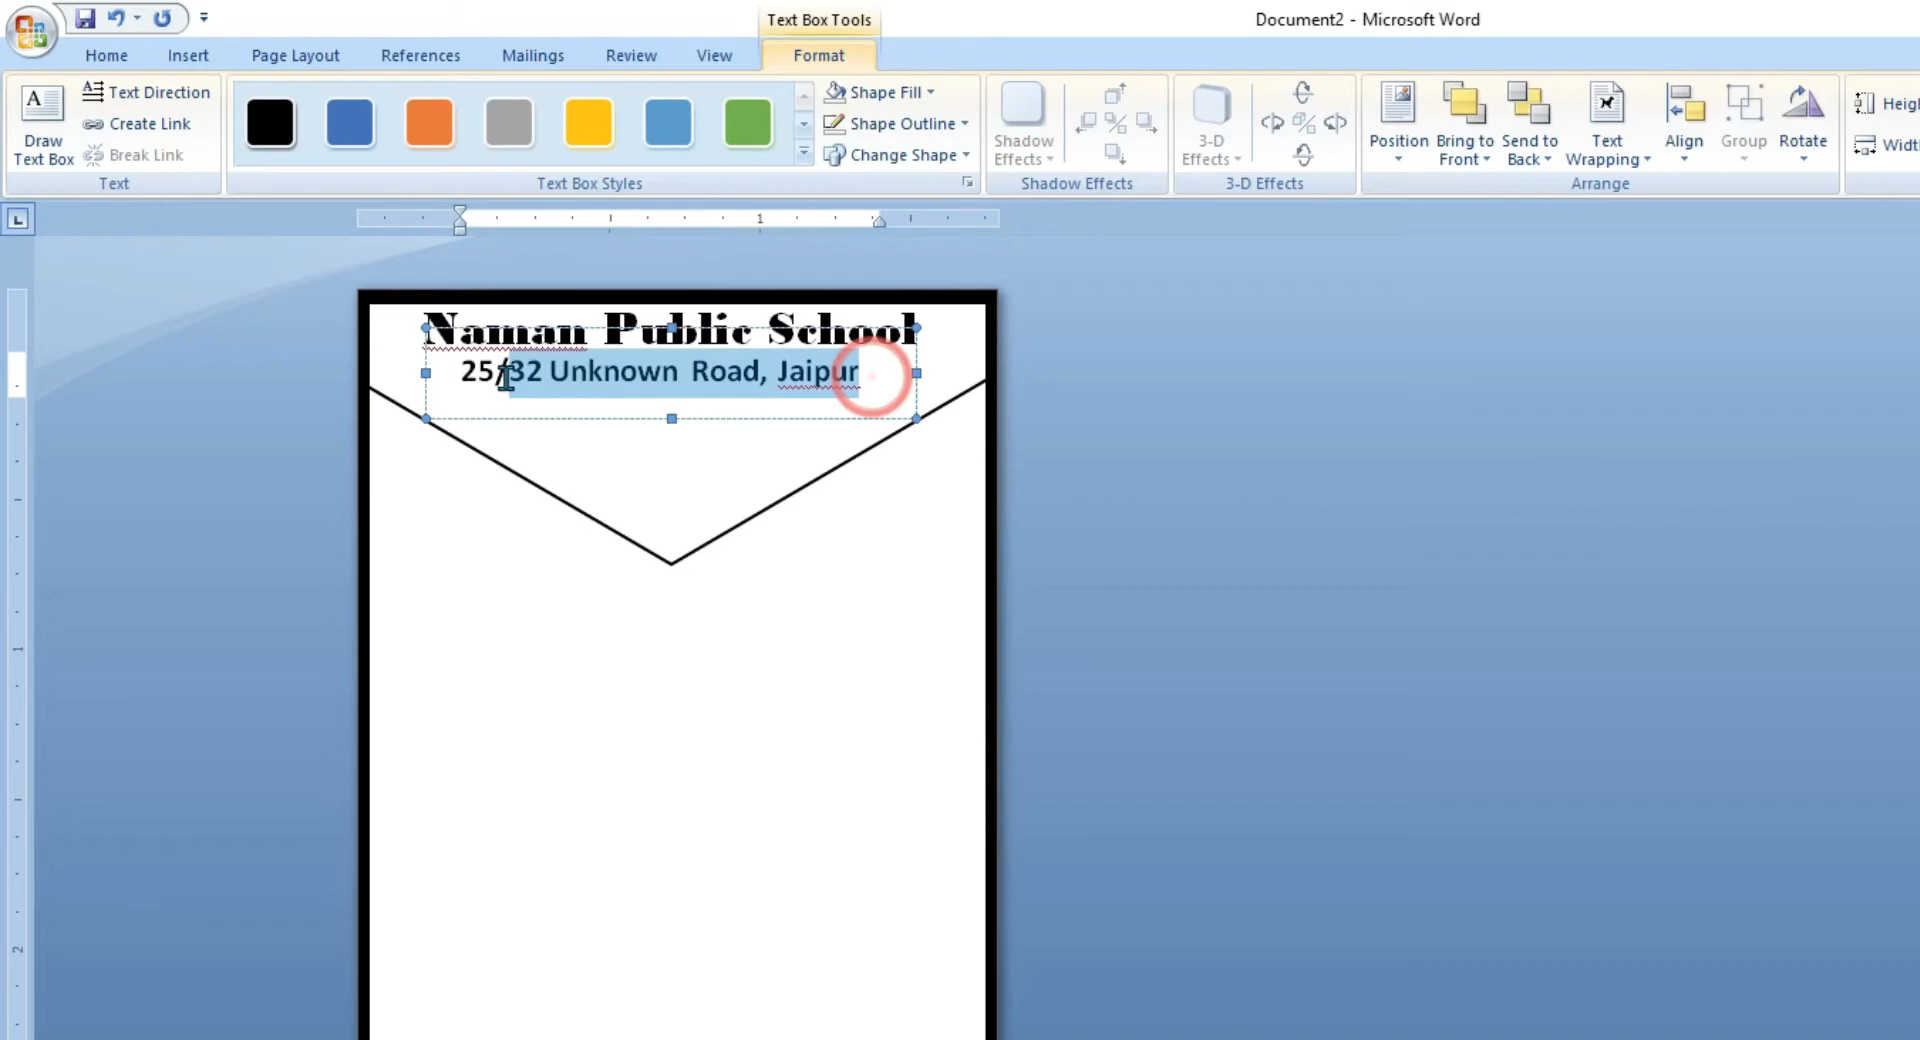 Text Box Tools
Document2 - Microsoft Word
Home Insert Page Layout References Mailings Review View Format
A
Draw Text Box
Text Direction
Create Link
Break Link
Text
Shape Fill
Shape Outline
Change Shape
Text Box Styles
Shadow Effects
Shadow Effects
3-D Effects
3-D Effects
Position
Bring to Front
Send to Back
Text Wrapping
Align
Group
Rotate
Arrange
L
1
Naman Public School
25/32 Unknown Road, Jaipur
1
2